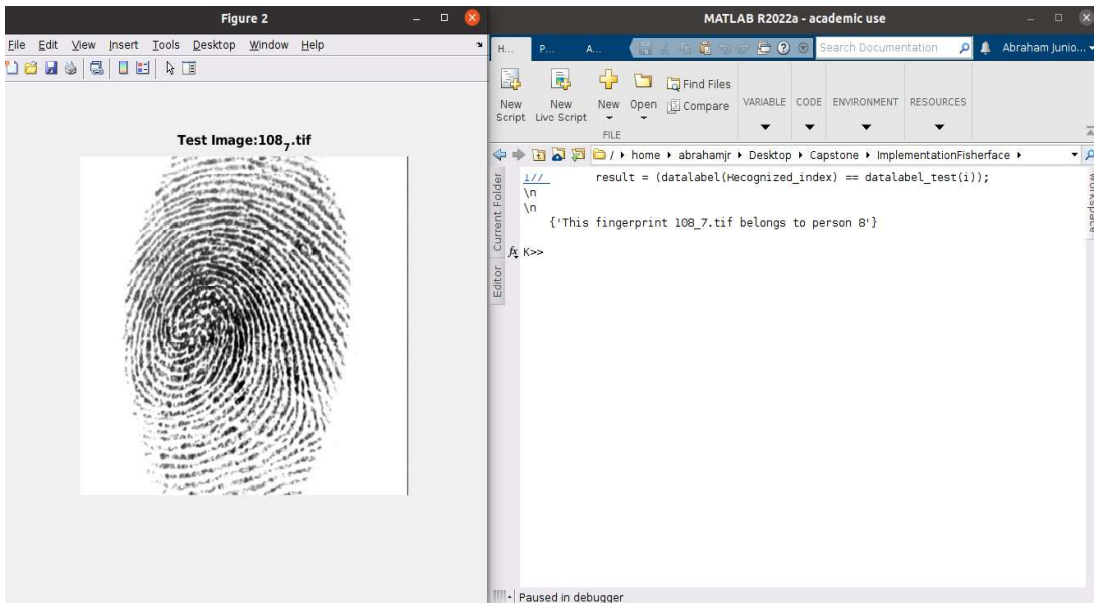 Figure 2
File Edit View Insert Tools Desktop Window Help
Test Image:108₇.tif
MATLAB R2022a - academic use
H... P... A... Search Documentation Abraham Junio...
New Script
New Live Script
New
Open
Find Files
Compare
FILE
VARIABLE
CODE
ENVIRONMENT
RESOURCES
/ ▸ home ▸ abrahamjr ▸ Desktop ▸ Capstone ▸ ImplementationFisherface ▸
Current Folder
Editor
Workspace
177 result = (datalabel(Recognized_index) == datalabel_test(i));
\n
\n
{'This fingerprint 108_7.tif belongs to person 8'}
fx K>>
Paused in debugger